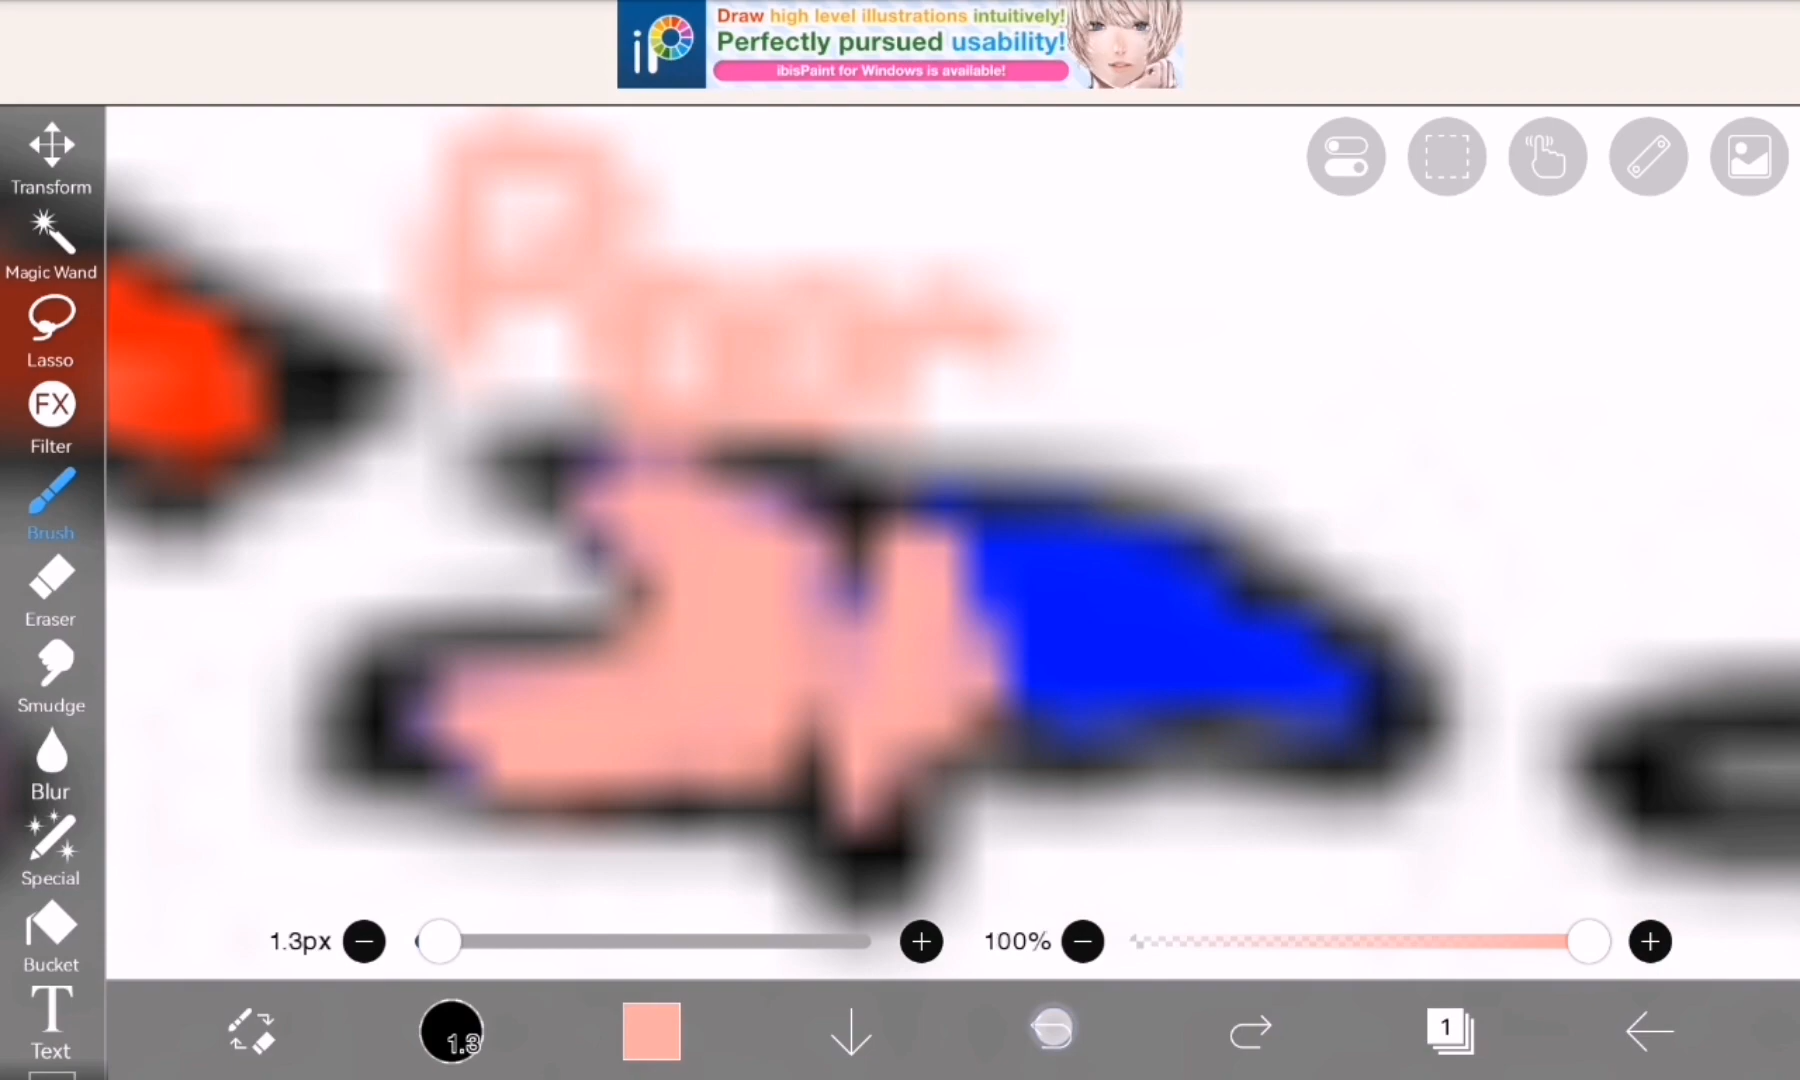 iP
Draw high level illustrations intuitively!
Perfectly pursued usability!
ibisPaint for Windows is available!
Transform
Magic Wand
Lasso
FX
Filter
Brush
Eraser
Smudge
Blur
Special
Bucket
T
Text
1.3px
100%
1.3
1